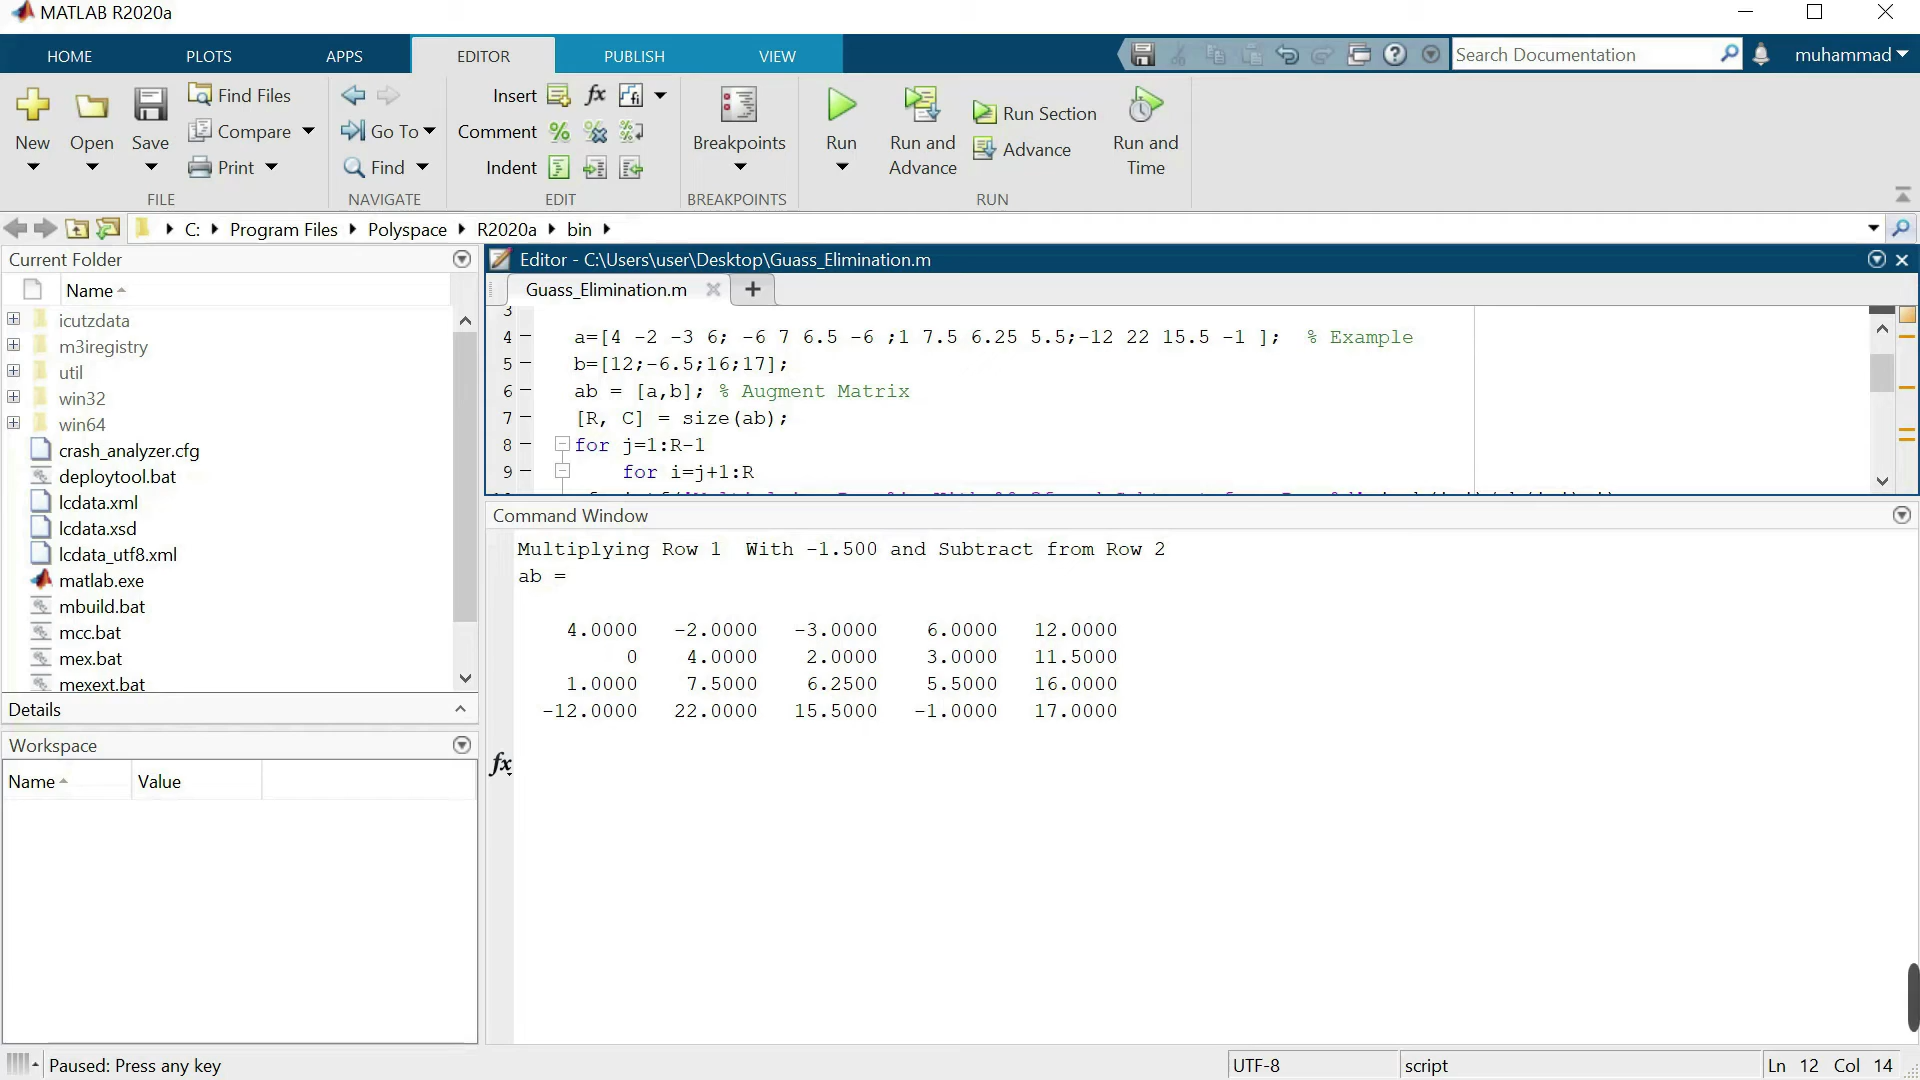 MATLAB R2020a
HOME PLOTS APPS EDITOR PUBLISH VIEW
Search Documentation
muhammad
New
Open
Save
Find Files
Compare
Print
FILE
Go To
Find
NAVIGATE
Insert
Comment
Indent
EDIT
Breakpoints
BREAKPOINTS
Run
Run and Advance
Run Section
Advance
Run and Time
RUN
C: Program Files Polyspace R2020a bin
Current Folder
Name
icutzdata
m3iregistry
util
win32
win64
crash_analyzer.cfg
deploytool.bat
lcdata.xml
lcdata.xsd
lcdata_utf8.xml
matlab.exe
mbuild.bat
mcc.bat
mex.bat
mexext.bat
Details
Workspace
Name Value
Editor - C:\Users\user\Desktop\Guass_Elimination.m
Guass_Elimination.m
3
4 a=[4 -2 -3 6; -6 7 6.5 -6 ;1 7.5 6.25 5.5;-12 22 15.5 -1 ]; % Example
5 b=[12;-6.5;16;17];
6 ab = [a,b]; % Augment Matrix
7 [R, C] = size(ab);
8 for j=1:R-1
9 for i=j+1:R
Command Window
Multiplying Row 1 With -1.500 and Subtract from Row 2
ab =
4.0000 -2.0000 -3.0000 6.0000 12.0000
0 4.0000 2.0000 3.0000 11.5000
1.0000 7.5000 6.2500 5.5000 16.0000
-12.0000 22.0000 15.5000 -1.0000 17.0000
fx
Paused: Press any key
UTF-8
script
Ln 12 Col 14